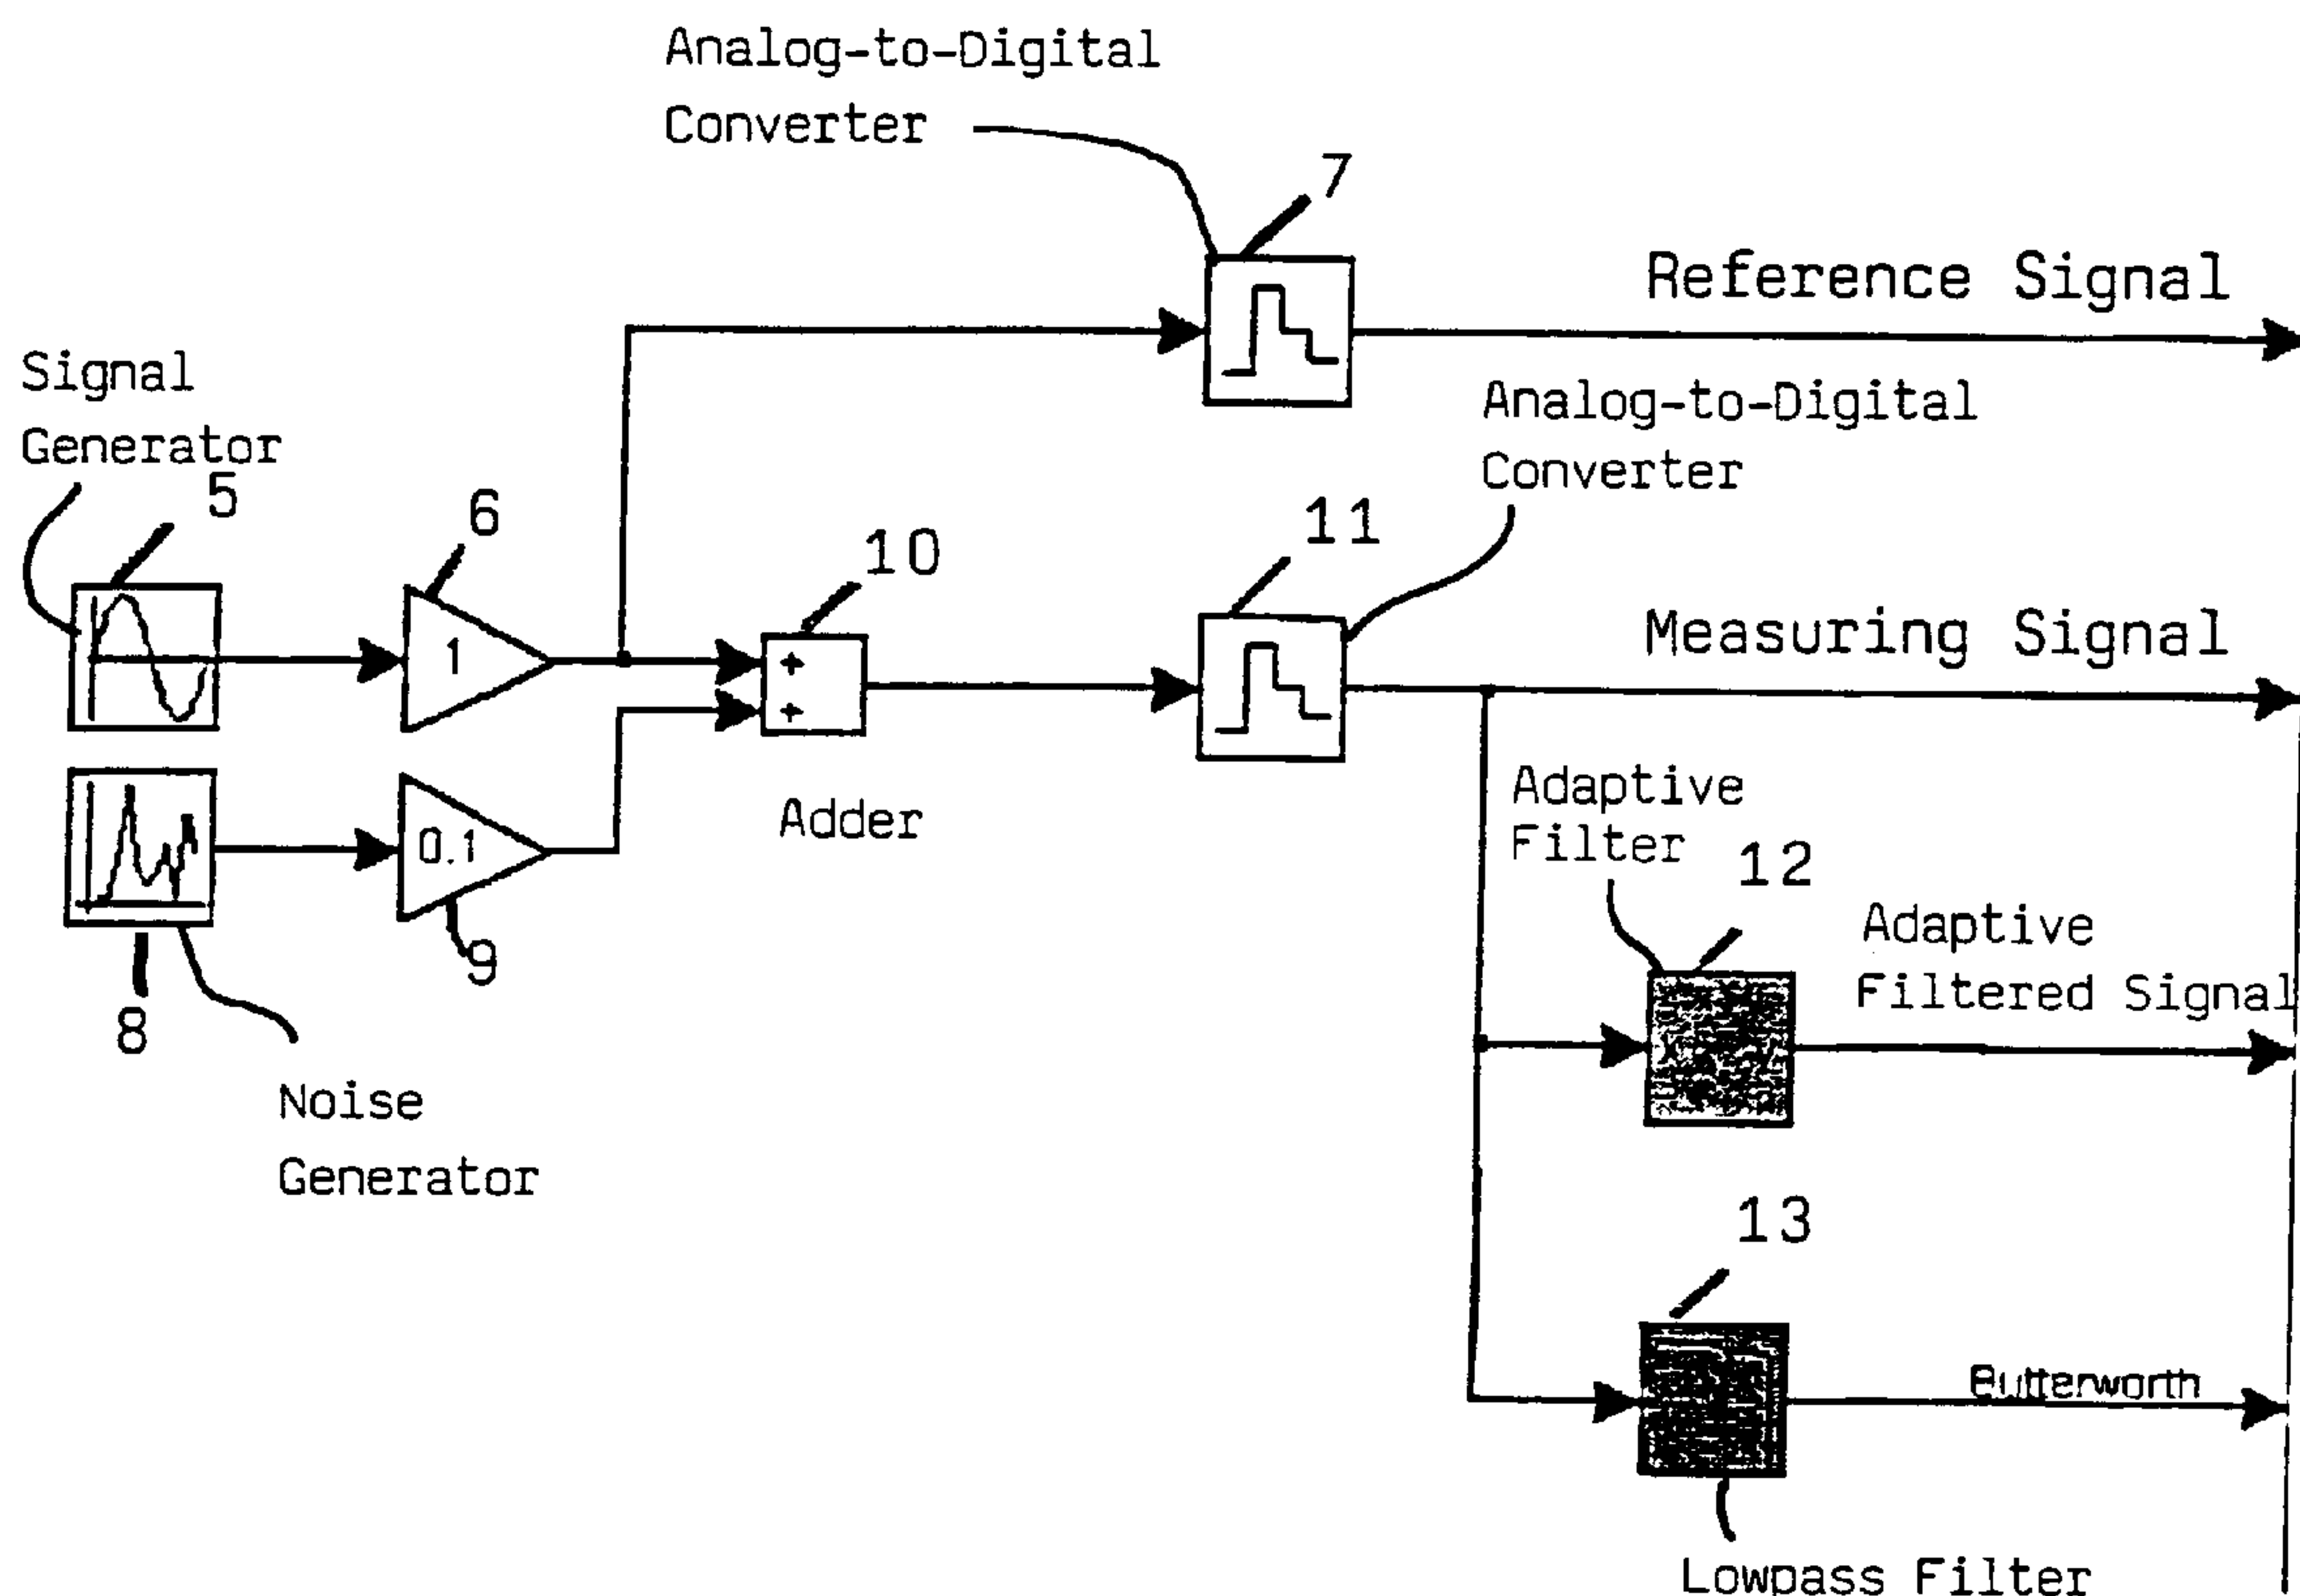 Analog-to-Digital
Converter
7
Reference Signal
Signal
Generator
5
6
1
10
+
+
Analog-to-Digital
Converter
11
Measuring Signal
Adder
0.1
9
8
Noise
Generator
Adaptive
Filter
12
Adaptive
Filtered Signal
13
Butterworth
Lowpass Filter